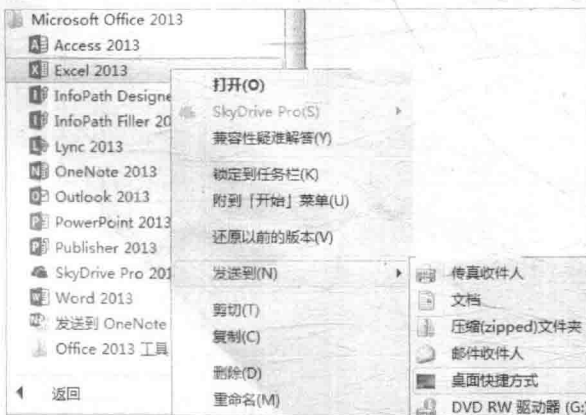 Microsoft Office 2013
Access 2013
Excel 2013
InfoPath Designe
InfoPath Filler 20
Lync 2013
OneNote 2013
Outlook 2013
PowerPoint 2013
Publisher 2013
SkyDrive Pro 201
Word 2013
发送到 OneNote
Office 2013 工具
返回
打开(O)
SkyDrive Pro(S)
兼容性疑难解答(Y)
锁定到任务栏(K)
附到「开始」菜单(U)
还原以前的版本(V)
发送到(N)
剪切(T)
复制(C)
删除(D)
重命名(M)
传真收件人
文档
压缩(zipped)文件夹
邮件收件人
桌面快捷方式
DVD RW 驱动器 (G:)